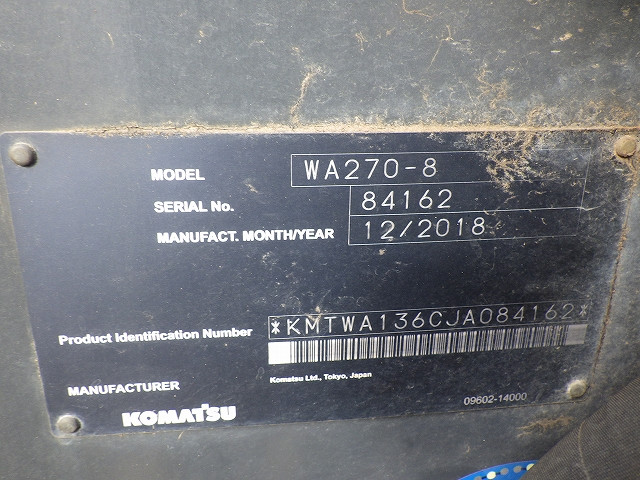 MODEL WA270-8
SERIAL No. 84162
MANUFACT. MONTH/YEAR 12/2018
Product Identification Number *KMTWA136CJA084162*
MANUFACTURER Komatsu Ltd., Tokyo, Japan
KOMATSU 09602-14000